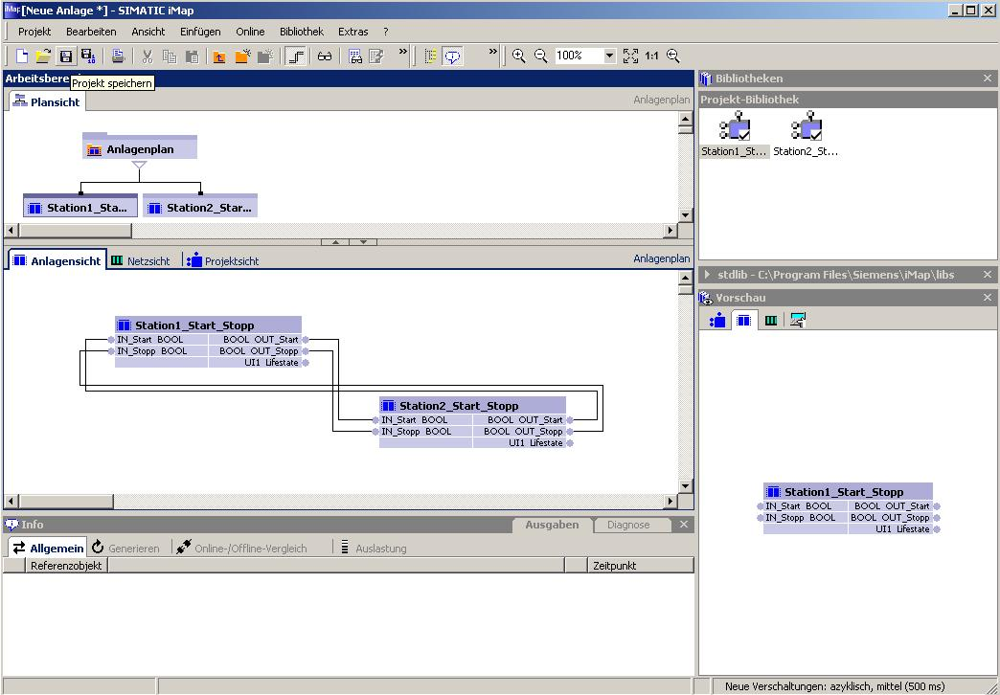 [Neue Anlage *] - SIMATIC iMap
Projekt Bearbeiten Ansicht Einfügen Online Bibliothek Extras ?
100% 1:1
Projekt speichern
Plansicht Anlagenplan
Anlagenplan
Station1_Sta... Station2_Star...
Anlagensicht Netzsicht Projektsicht Anlagenplan
Station1_Start_Stopp
IN_Start BOOL BOOL OUT_Start
IN_Stopp BOOL BOOL OUT_Stopp
UI1 Lifestate
Station2_Start_Stopp
IN_Start BOOL BOOL OUT_Start
IN_Stopp BOOL BOOL OUT_Stopp
UI1 Lifestate
Info Ausgaben Diagnose
Allgemein Generieren Online-/Offline-Vergleich Auslastung
Referenzobjekt Zeitpunkt
Bibliotheken
Projekt-Bibliothek
Station1_St... Station2_St...
stdlib - C:\Program Files\Siemens\iMap\libs
Vorschau
Station1_Start_Stopp
IN_Start BOOL BOOL OUT_Start
IN_Stopp BOOL BOOL OUT_Stopp
UI1 Lifestate
Neue Verschaltungen: azyklisch, mittel (500 ms)